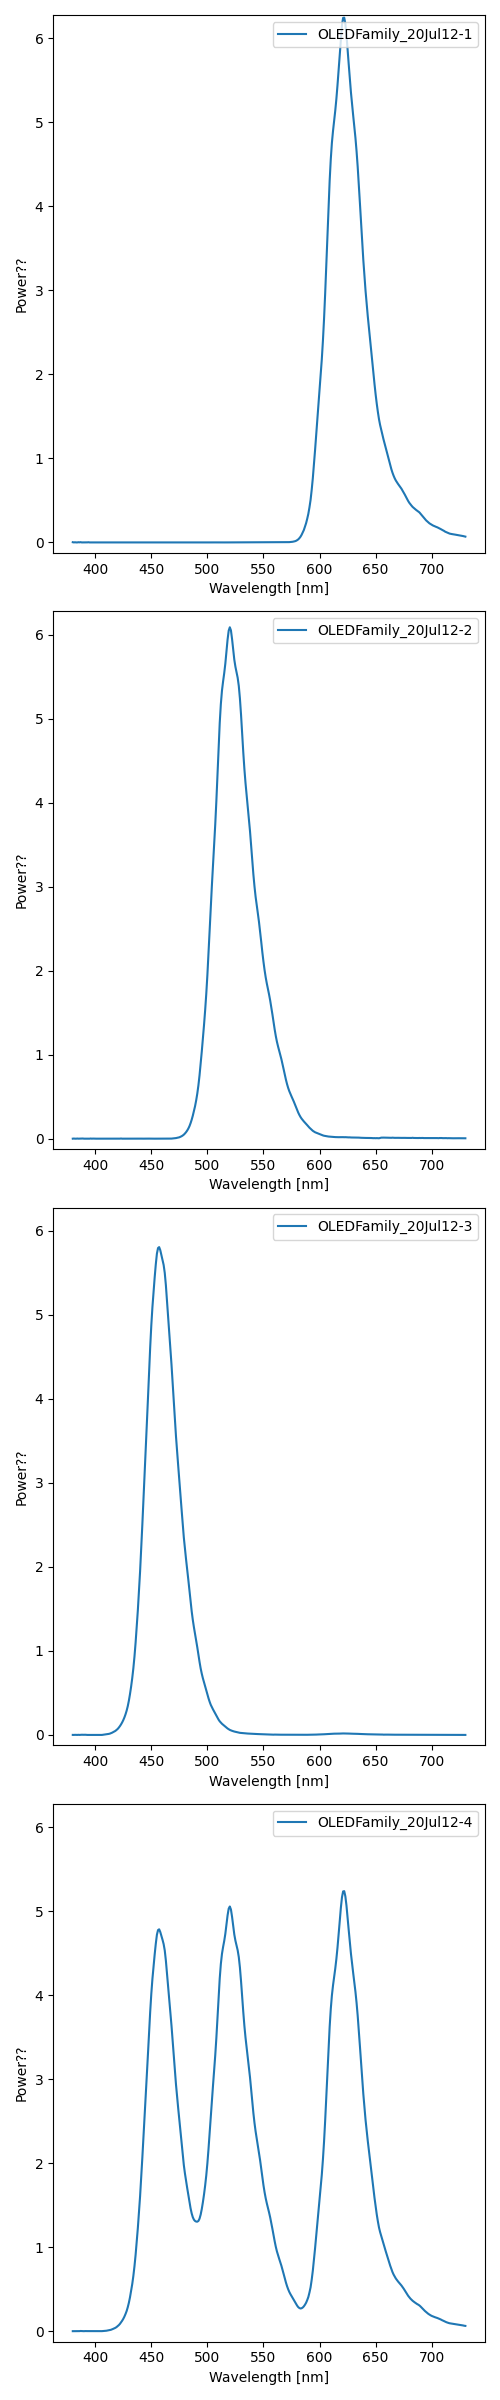 OLEDFamily_20Jul12-1
6
5
4
3
2
1
0
Power??
400 450 500 550 600 650 700
Wavelength [nm]
OLEDFamily_20Jul12-2
6
5
4
3
2
1
0
Power??
400 450 500 550 600 650 700
Wavelength [nm]
OLEDFamily_20Jul12-3
6
5
4
3
2
1
0
Power??
400 450 500 550 600 650 700
Wavelength [nm]
OLEDFamily_20Jul12-4
6
5
4
3
2
1
0
Power??
400 450 500 550 600 650 700
Wavelength [nm]